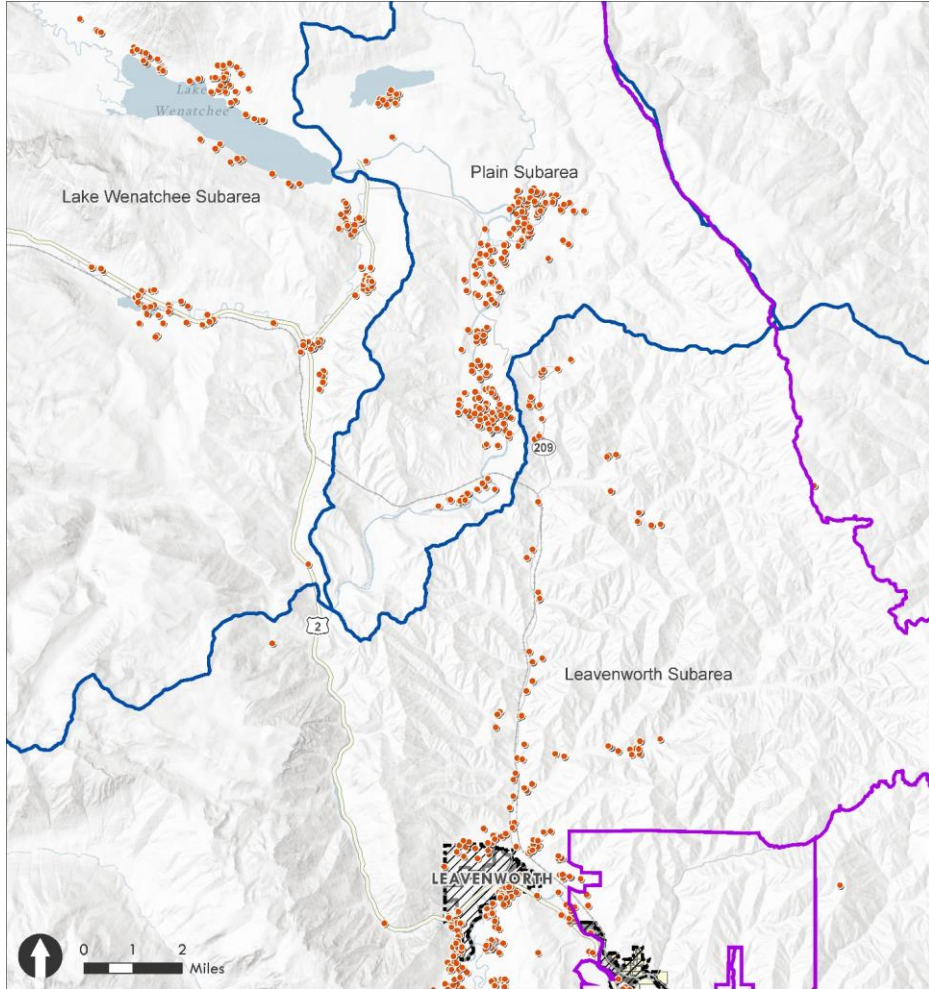 Lake
Wenatchee
Plain Subarea
Lake Wenatchee Subarea
209
2
Leavenworth Subarea
LEAVENWORTH
0 1 2
Miles